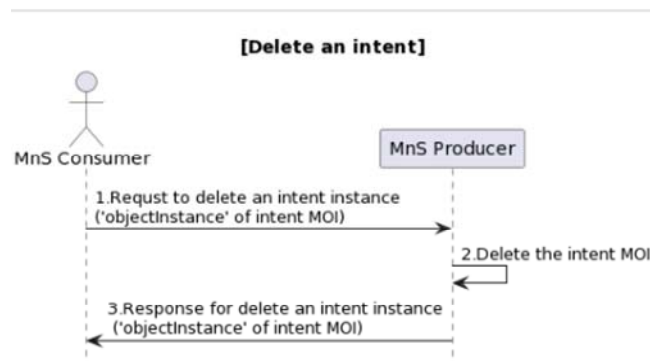 [Delete an intent]
MnS Consumer
MnS Producer
1.Requst to delete an intent instance
('objectInstance' of intent MOI)
2.Delete the intent MOI
3.Response for delete an intent instance
('objectInstance' of intent MOI)